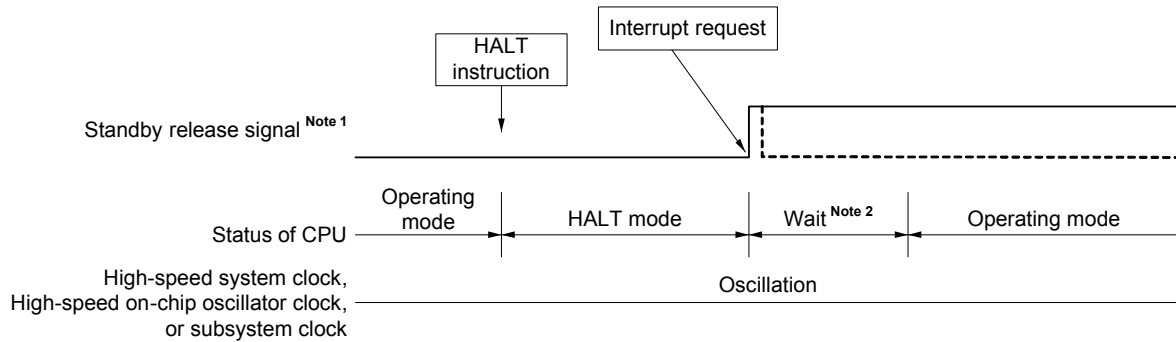 Interrupt request
HALT
instruction
Standby release signal Note 1
Operating
mode
HALT mode
Wait Note 2
Operating mode
Status of CPU
High-speed system clock,
High-speed on-chip oscillator clock,
or subsystem clock
Oscillation